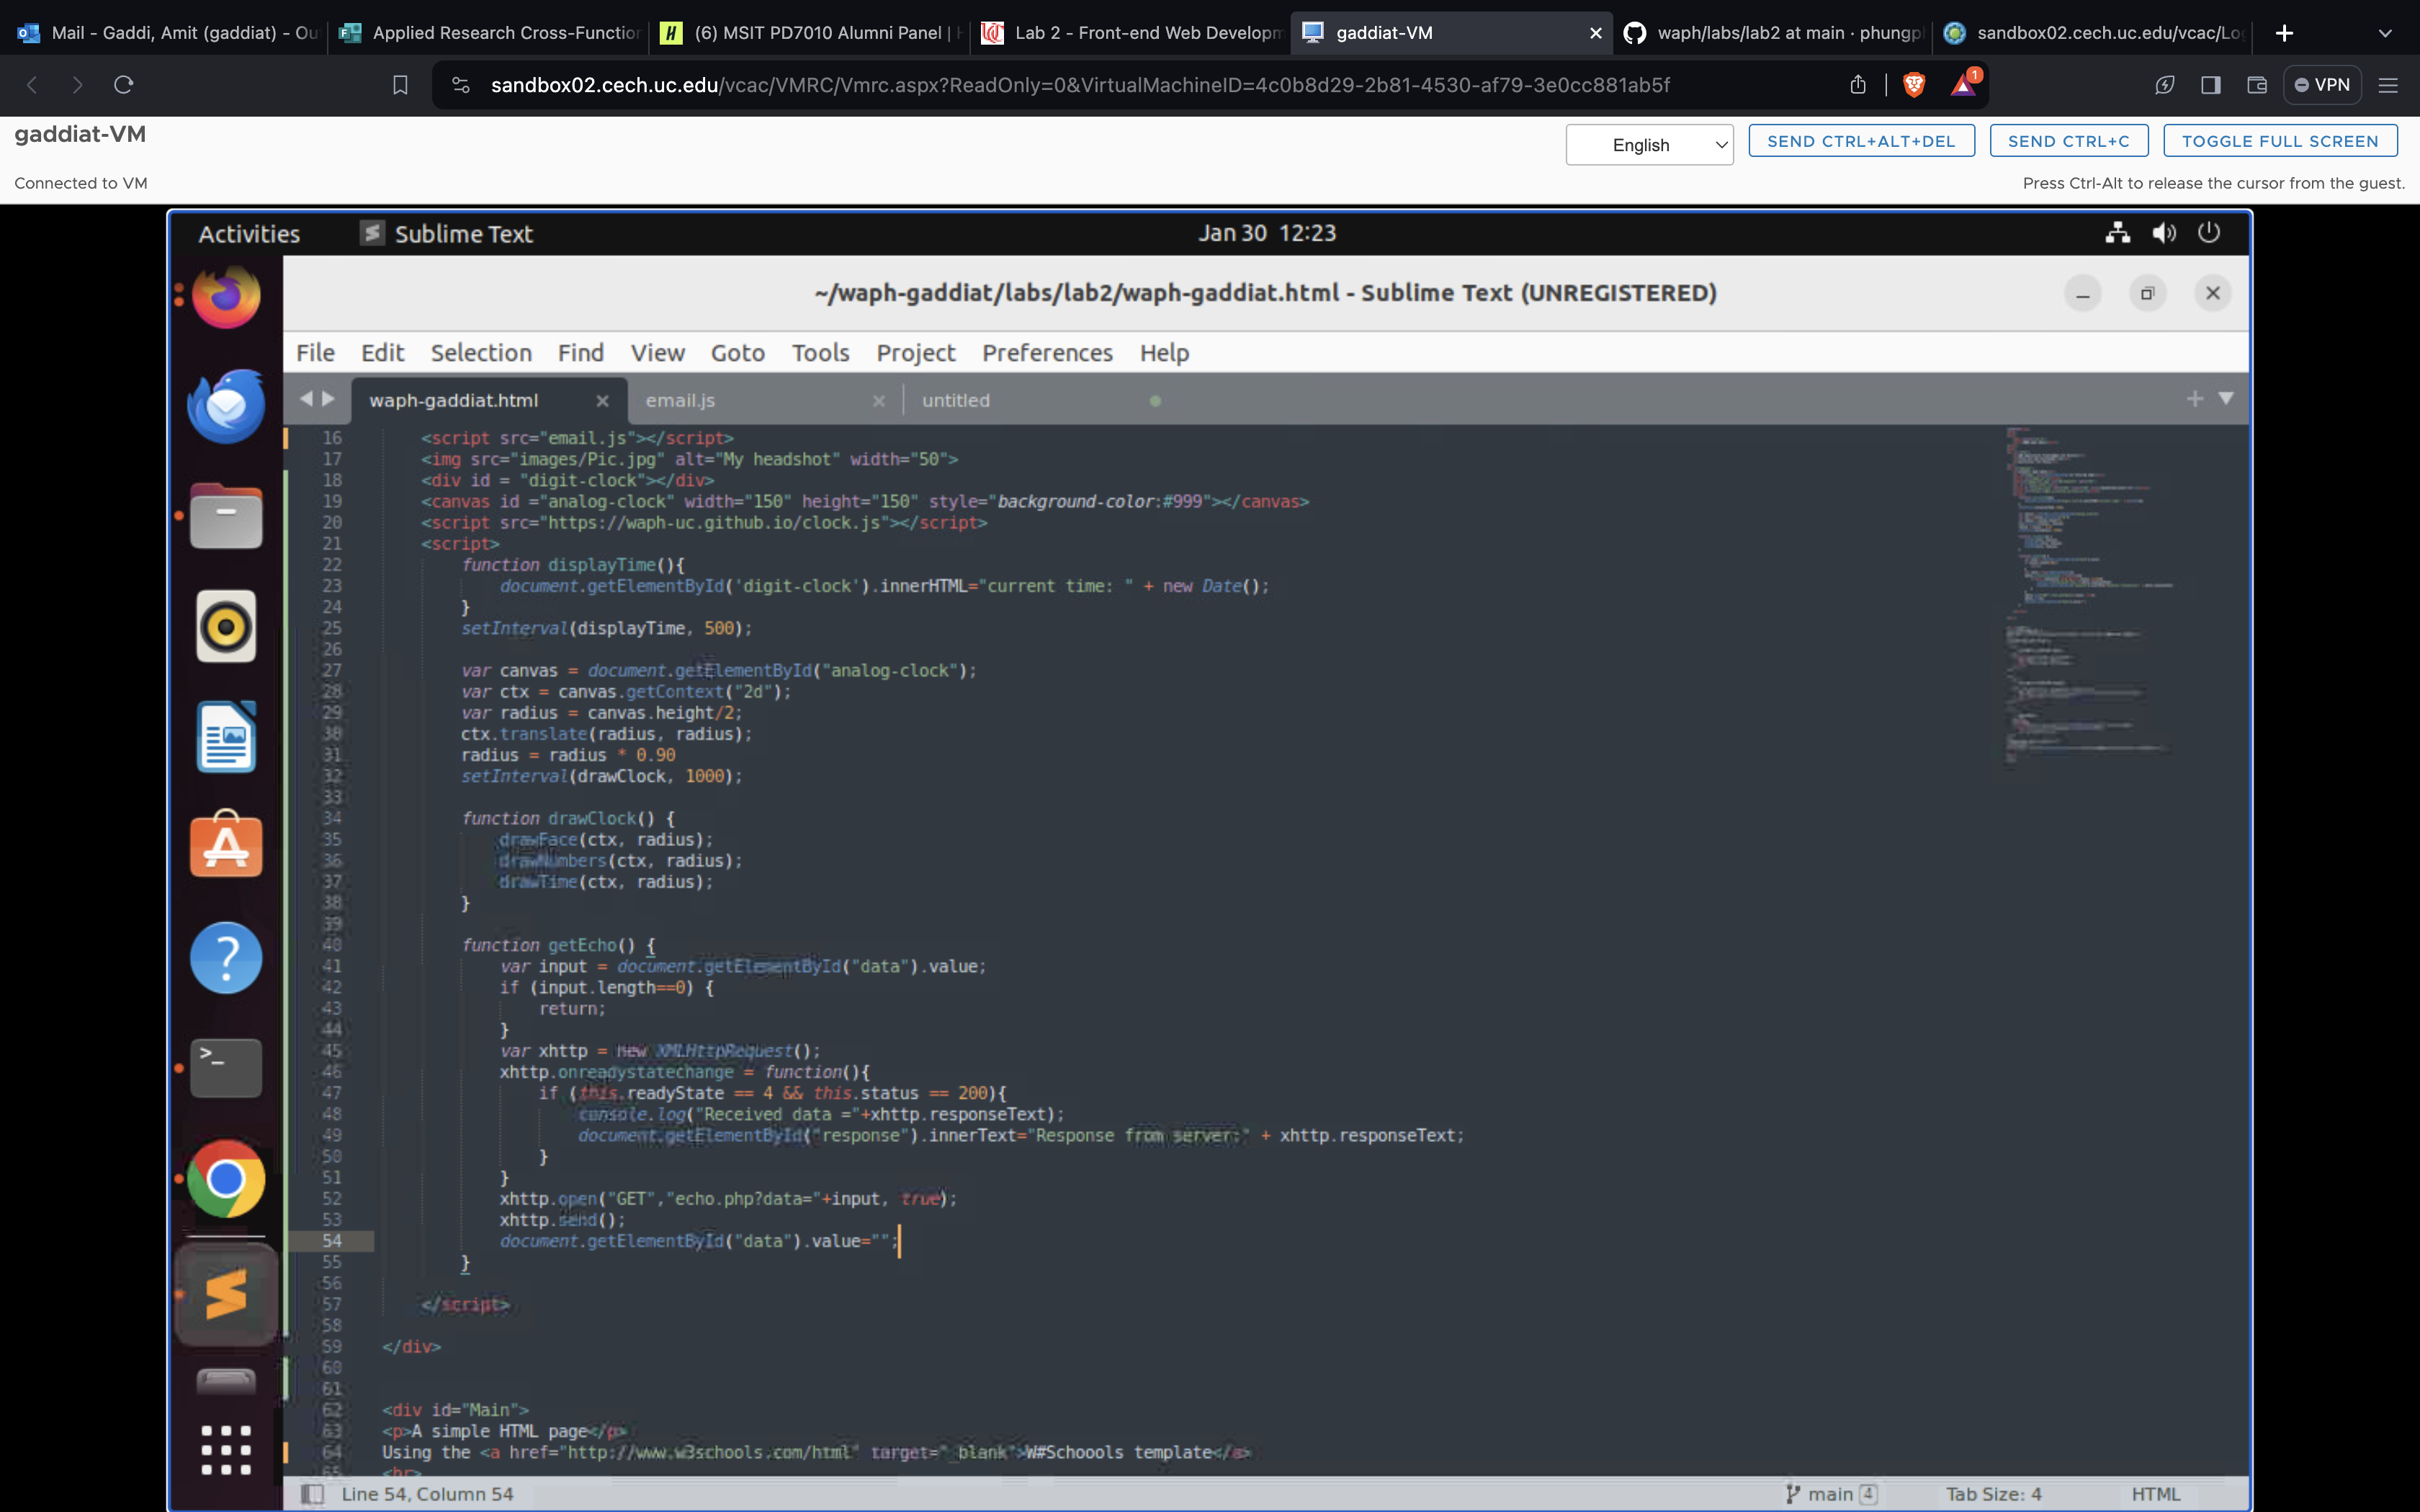 Mail - Gaddi, Amit (gaddiat) - Ou
Applied Research Cross-Function
(6) MSIT PD7010 Alumni Panel | H
Lab 2 - Front-end Web Developm
gaddiat-VM
waph/labs/lab2 at main · phungpl
sandbox02.cech.uc.edu/vcac/Log
sandbox02.cech.uc.edu/vcac/VMRC/Vmrc.aspx?ReadOnly=0&VirtualMachineID=4c0b8d29-2b81-4530-af79-3e0cc881ab5f
1
VPN
gaddiat-VM
English
SEND CTRL+ALT+DEL
SEND CTRL+C
TOGGLE FULL SCREEN
Connected to VM
Press Ctrl-Alt to release the cursor from the guest.
Activities
Sublime Text
Jan 30 12:23
~/waph-gaddiat/labs/lab2/waph-gaddiat.html - Sublime Text (UNREGISTERED)
File Edit Selection Find View Goto Tools Project Preferences Help
waph-gaddiat.html
email.js
untitled
16 <script src="email.js"></script>
17 <img src="images/Pic.jpg" alt="My headshot" width="50">
18 <div id = "digit-clock"></div>
19 <canvas id ="analog-clock" width="150" height="150" style="background-color:#999"></canvas>
20 <script src="https://waph-uc.github.io/clock.js"></script>
21 <script>
22 function displayTime(){
23 document.getElementById('digit-clock').innerHTML="current time: " + new Date();
24 }
25 setInterval(displayTime, 500);
26
27 var canvas = document.getElementById("analog-clock");
28 var ctx = canvas.getContext("2d");
29 var radius = canvas.height/2;
30 ctx.translate(radius, radius);
31 radius = radius * 0.90
32 setInterval(drawClock, 1000);
33
34 function drawClock() {
35 drawFace(ctx, radius);
36 drawNumbers(ctx, radius);
37 drawTime(ctx, radius);
38 }
39
40 function getEcho() {
41 var input = document.getElementById("data").value;
42 if (input.length==0) {
43 return;
44 }
45 var xhttp = new XMLHttpRequest();
46 xhttp.onreadystatechange = function(){
47 if (this.readyState == 4 && this.status == 200){
48 console.log("Received data ="+xhttp.responseText);
49 document.getElementById("response").innerText="Response from server:" + xhttp.responseText;
50 }
51 }
52 xhttp.open("GET","echo.php?data="+input, true);
53 xhttp.send();
54 document.getElementById("data").value="";
55 }
56
57 </script>
58
59 </div>
60
61
62 <div id="Main">
63 <p>A simple HTML page</p>
64 Using the <a href="http://www.w3schools.com/html" target="_blank">W#Schoools template</a>
65 <br>
Line 54, Column 54
main 4
Tab Size: 4
HTML